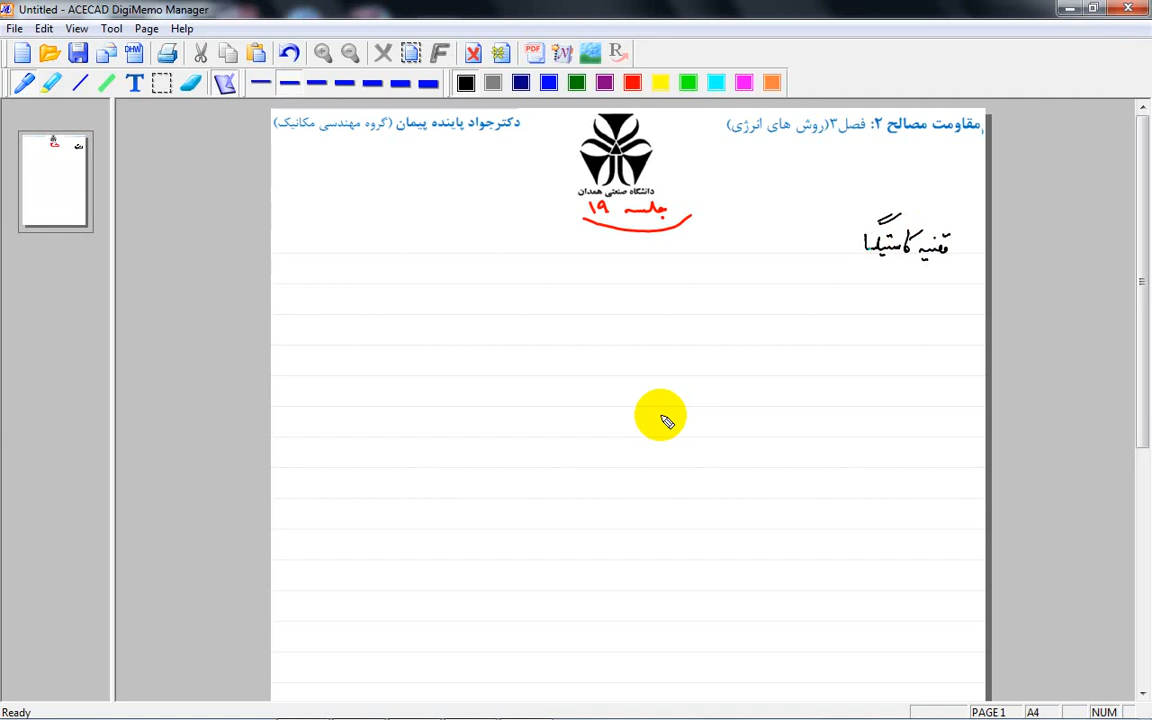 Untitled - ACECAD DigiMemo Manager
File Edit View Tool Page Help
مقاومت مصالح ۲: فصل۳(روش های انرژی)
دکترجواد پاینده پیمان (گروه مهندسی مکانیک)
دانشگاه صنعتی همدان
جلسه ۱۹
قضیه کاستیگلیا
Ready
PAGE 1 A4 NUM